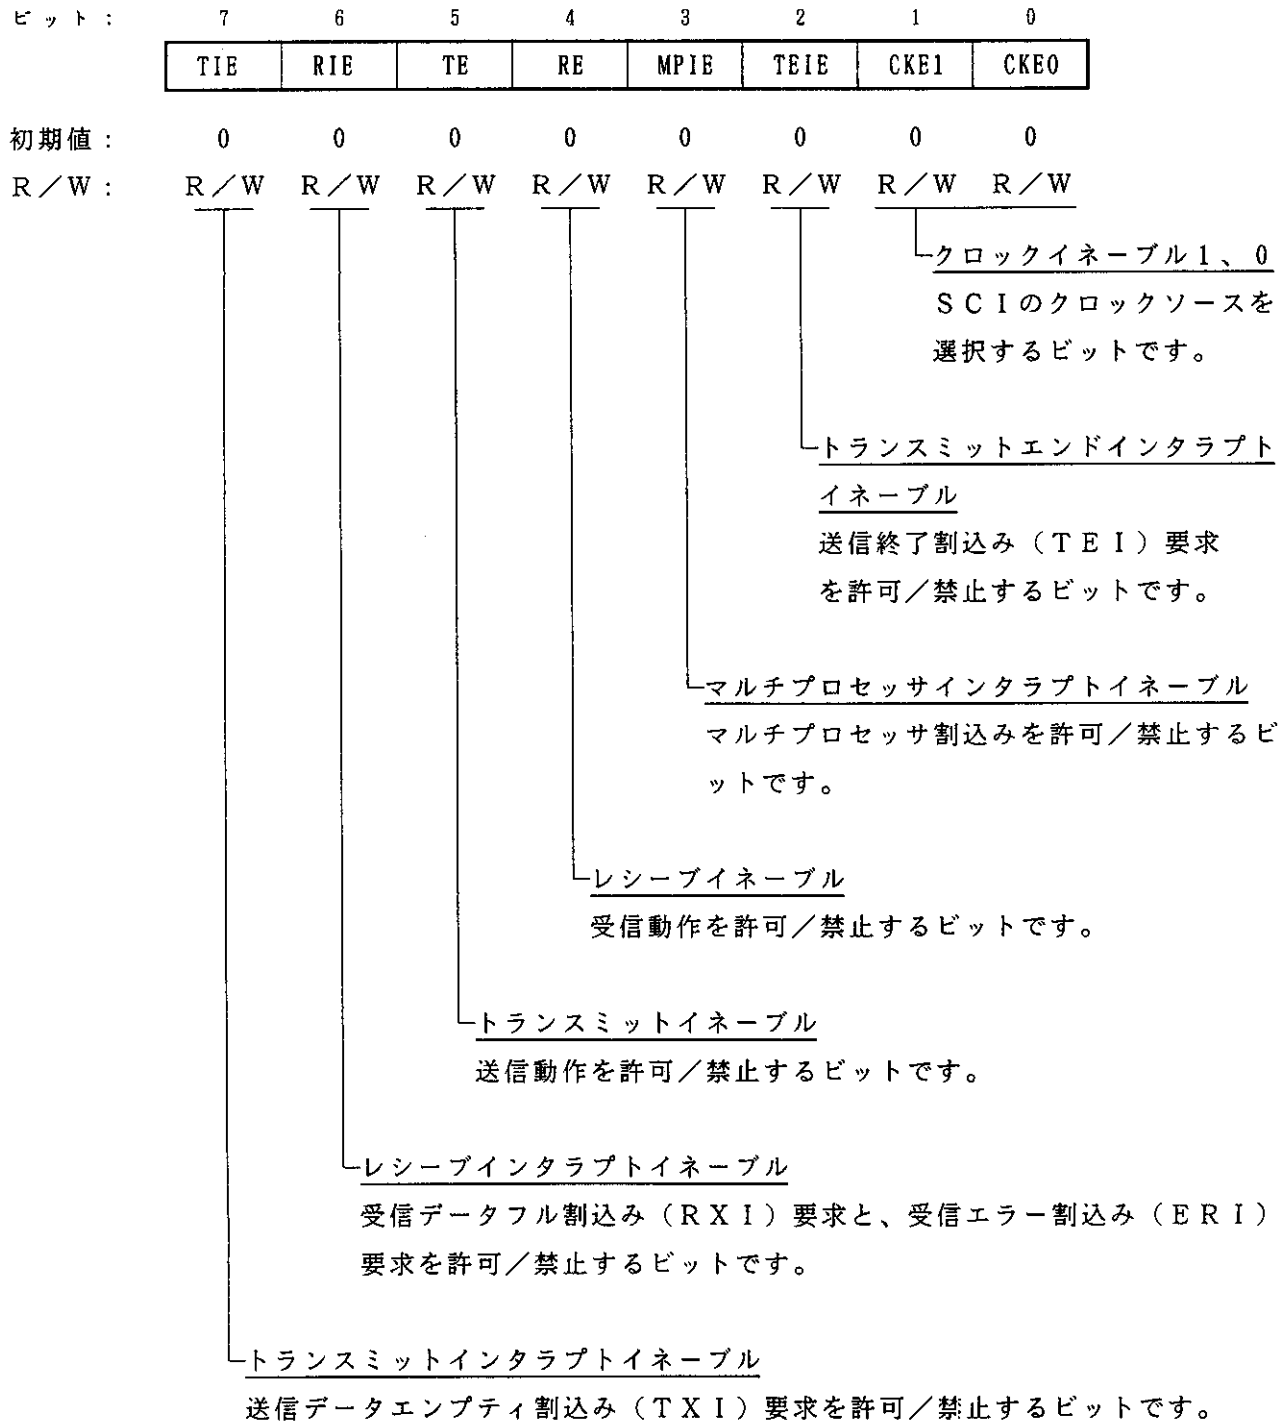 ビット： 7 6 5 4 3 2 1 0
TIE RIE TE RE MPIE TEIE CKE1 CKE0
初期値： 0 0 0 0 0 0 0 0
R／W： R／W R／W R／W R／W R／W R／W R／W R／W
クロックイネーブル1、0
ＳＣＩのクロックソースを
選択するビットです。
トランスミットエンドインタラプト
イネーブル
送信終了割込み（ＴＥＩ）要求
を許可／禁止するビットです。
マルチプロセッサインタラプトイネーブル
マルチプロセッサ割込みを許可／禁止するビ
ットです。
レシーブイネーブル
受信動作を許可／禁止するビットです。
トランスミットイネーブル
送信動作を許可／禁止するビットです。
レシーブインタラプトイネーブル
受信データフル割込み（ＲＸＩ）要求と、受信エラー割込み（ＥＲＩ）
要求を許可／禁止するビットです。
トランスミットインタラプトイネーブル
送信データエンプティ割込み（ＴＸＩ）要求を許可／禁止するビットです。